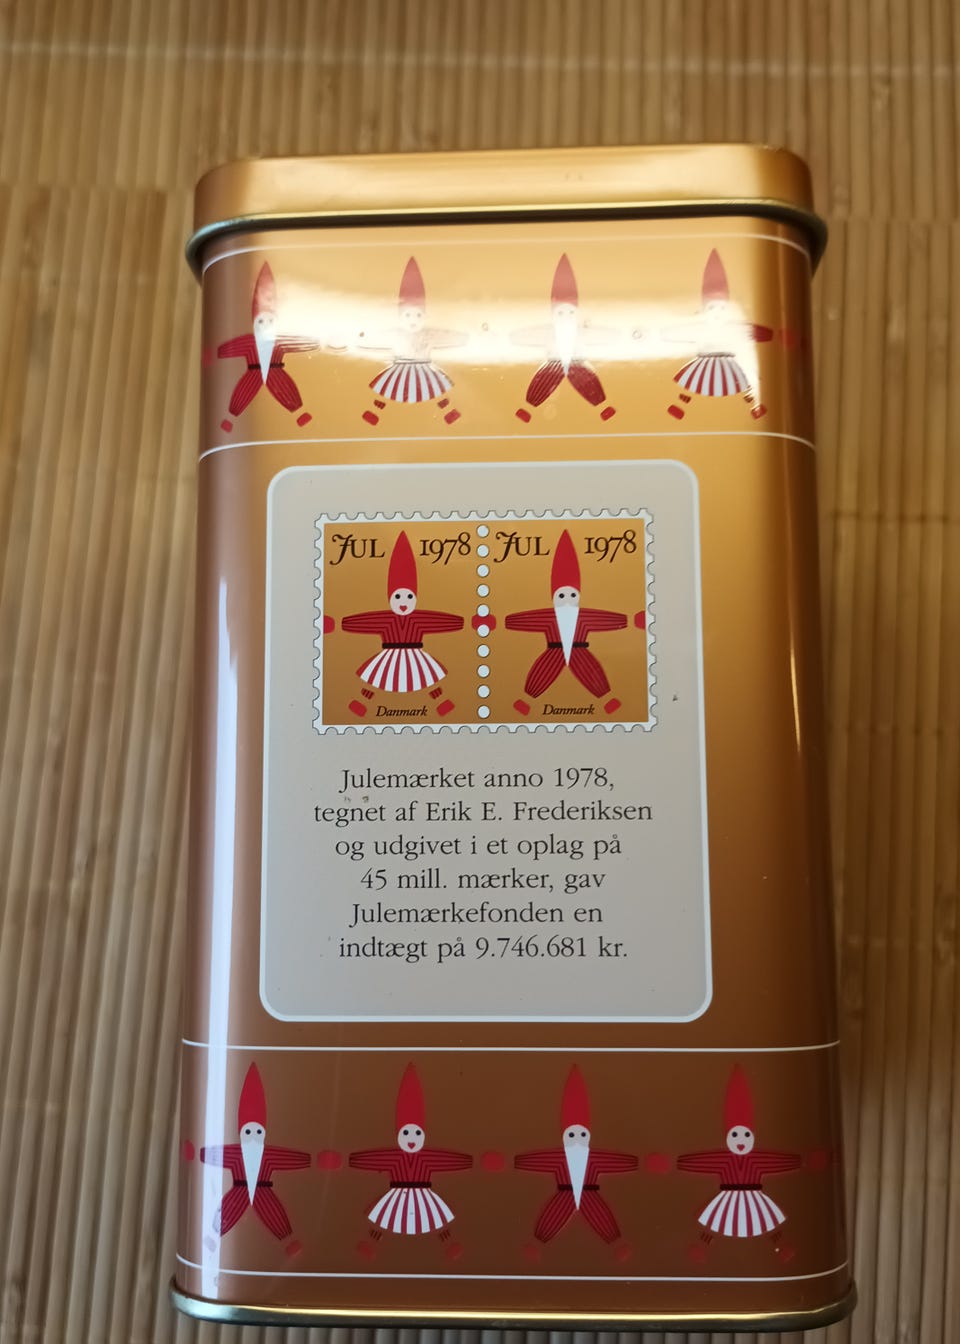 JUL 1978 JUL 1978
Danmark Danmark
Julemærket anno 1978,
tegnet af Erik E. Frederiksen
og udgivet i et oplag på
45 mill. mærker, gav
Julemærkefonden en
indtægt på 9.746.681 kr.